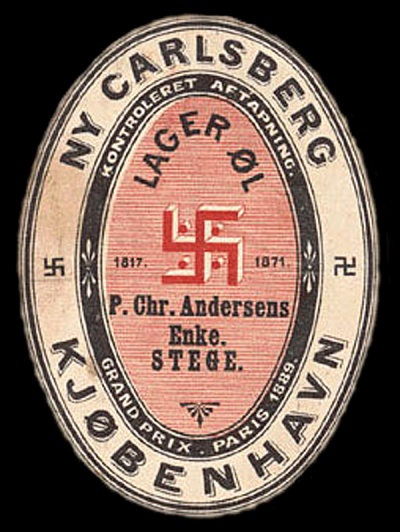 NY CARLSBERG
KONTROLERET AFTAPNING.
LAGER ØL
1817. 1871.
P. Chr. Andersens
Enke.
STEGE.
GRAND PRIX. PARIS 1889.
KJØBENHAVN